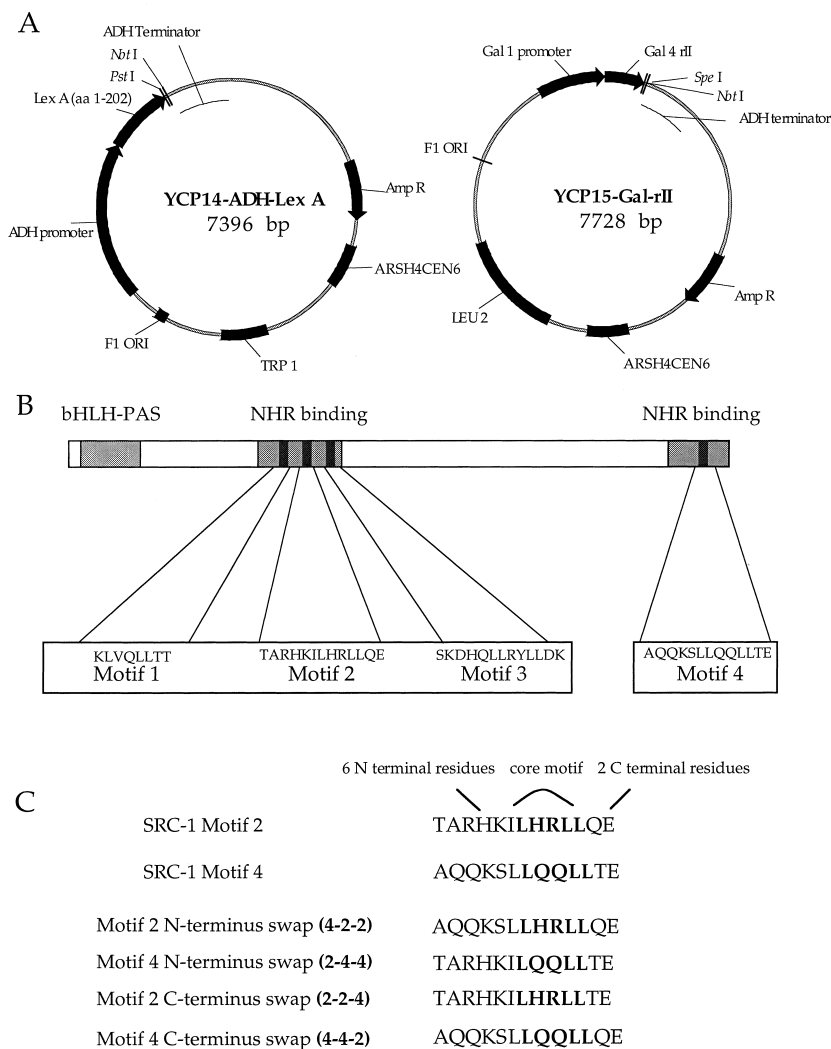 A
ADH Terminator
Not I
Pst I
Lex A (aa 1-202)
YCP14-ADH-Lex A
7396 bp
Amp R
ADH promoter
ARSH4CEN6
F1 ORI
TRP 1
Gal 1 promoter
Gal 4 rII
Spe I
Not I
ADH terminator
F1 ORI
YCP15-Gal-rII
7728 bp
Amp R
LEU 2
ARSH4CEN6
B
bHLH-PAS
NHR binding
NHR binding
KLVQLLTT
Motif 1
TARHKILHRLLQE
Motif 2
SKDHQLLRYLLDK
Motif 3
AQQKSLLQQLLTE
Motif 4
C
6 N terminal residues core motif 2 C terminal residues
SRC-1 Motif 2 TARHKILHRLLQE
SRC-1 Motif 4 AQQKSLLQQLLTE
Motif 2 N-terminus swap (4-2-2) AQQKSLLHRLLQE
Motif 4 N-terminus swap (2-4-4) TARHKILQQLLTE
Motif 2 C-terminus swap (2-2-4) TARHKILHRLLTE
Motif 4 C-terminus swap (4-4-2) AQQKSLLQQLLQE